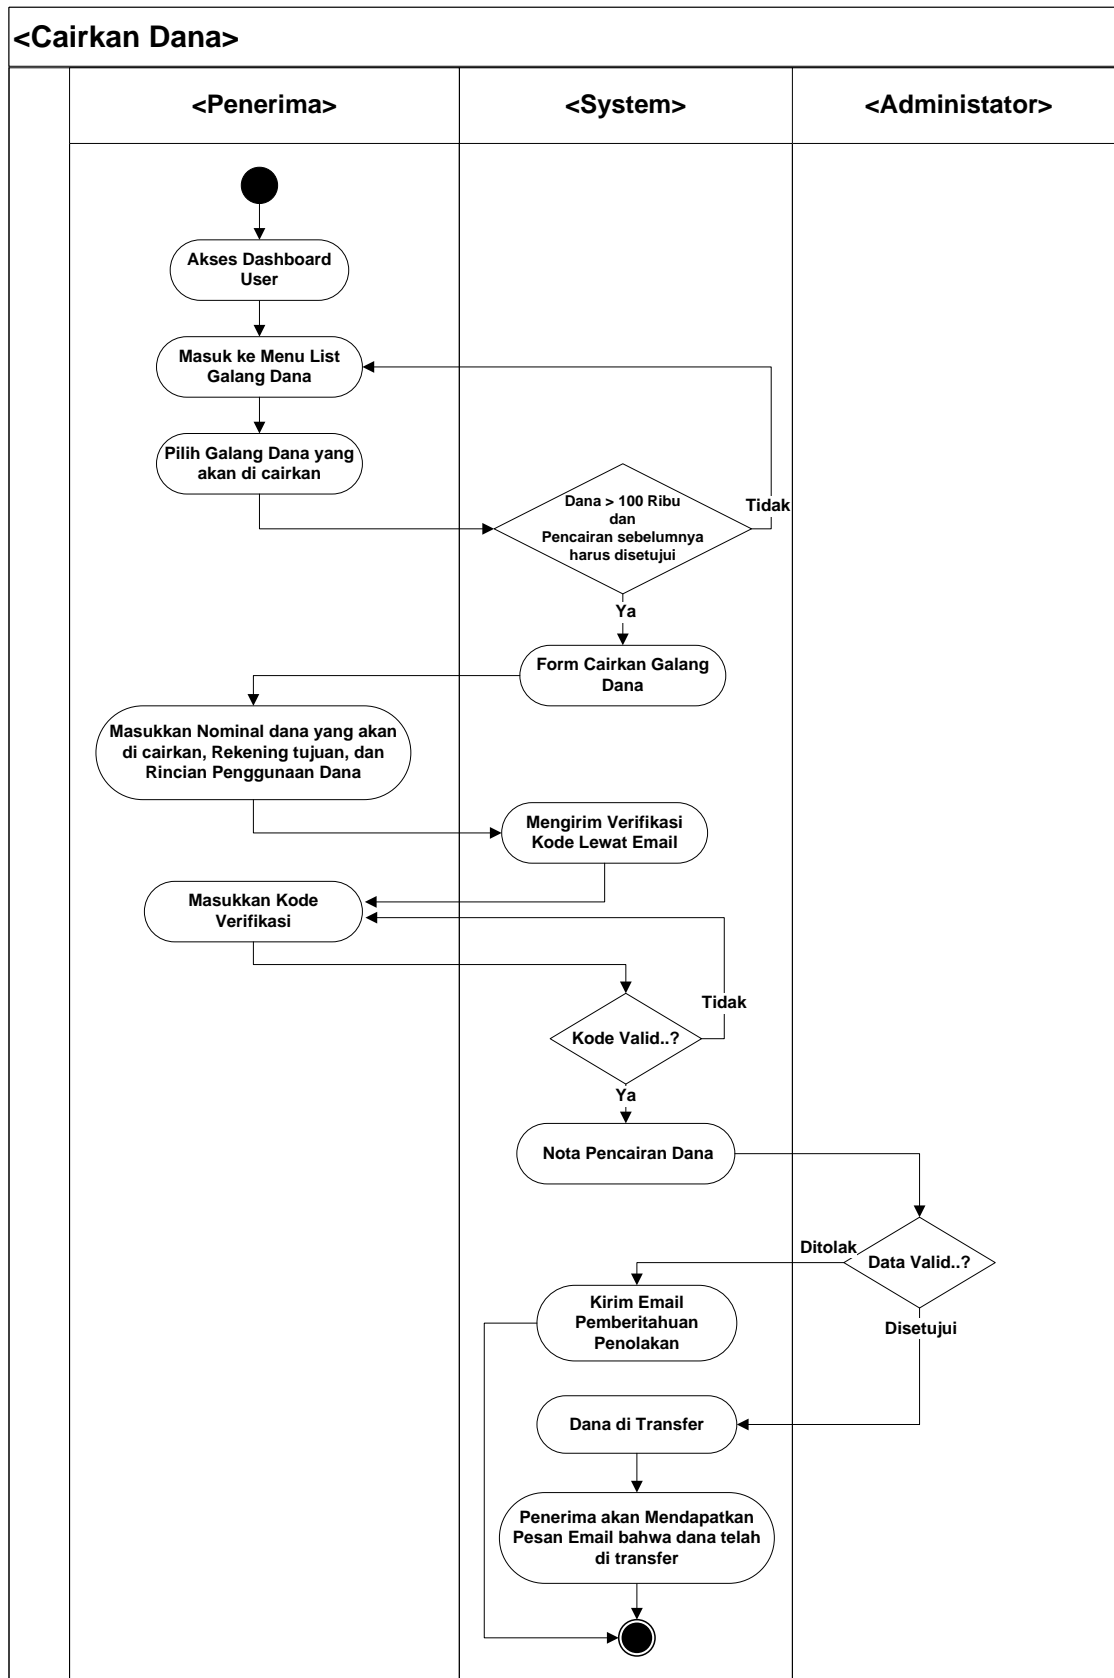 <Cairkan Dana>
<Penerima>
<System>
<Administator>
Akses Dashboard
User
Masuk ke Menu List
Galang Dana
Pilih Galang Dana yang
akan di cairkan
Dana > 100 Ribu
dan
Pencairan sebelumnya
harus disetujui
Tidak
Ya
Form Cairkan Galang
Dana
Masukkan Nominal dana yang akan
di cairkan, Rekening tujuan, dan
Rincian Penggunaan Dana
Mengirim Verifikasi
Kode Lewat Email
Masukkan Kode
Verifikasi
Tidak
Kode Valid..?
Ya
Nota Pencairan Dana
Ditolak
Data Valid..?
Kirim Email
Pemberitahuan
Penolakan
Disetujui
Dana di Transfer
Penerima akan Mendapatkan
Pesan Email bahwa dana telah
di transfer